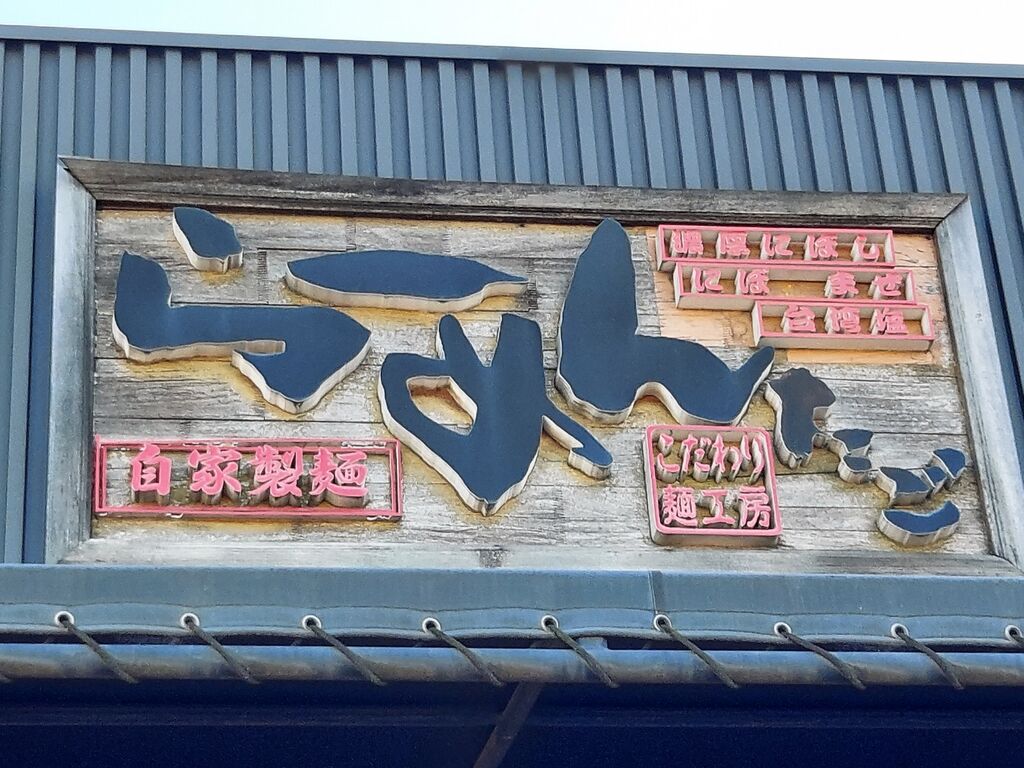 らーめん
濃厚にぼし
にぼ まぜ
台湾塩
自家製麺
こだわり
麺工房